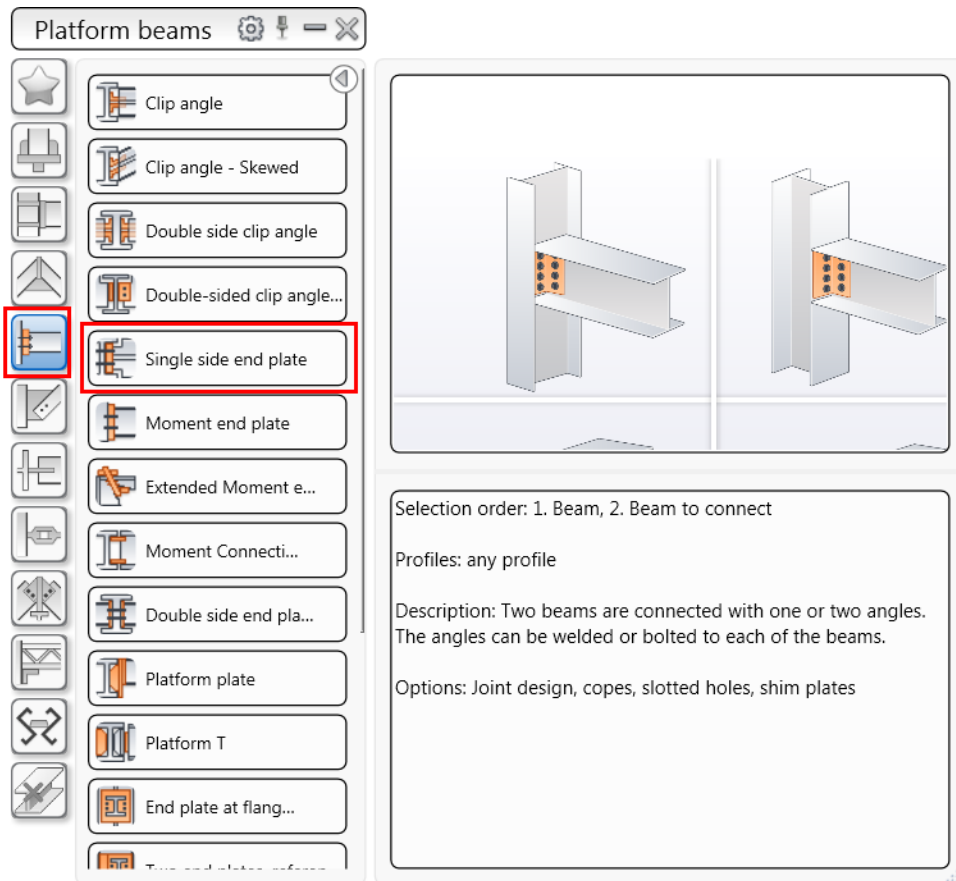 Platform beams
Clip angle
Clip angle - Skewed
Double side clip angle
Double-sided clip angle...
Single side end plate
Moment end plate
Extended Moment e...
Moment Connecti...
Double side end pla...
Platform plate
Platform T
End plate at flang...
Selection order: 1. Beam, 2. Beam to connect
Profiles: any profile
Description: Two beams are connected with one or two angles.
The angles can be welded or bolted to each of the beams.
Options: Joint design, copes, slotted holes, shim plates